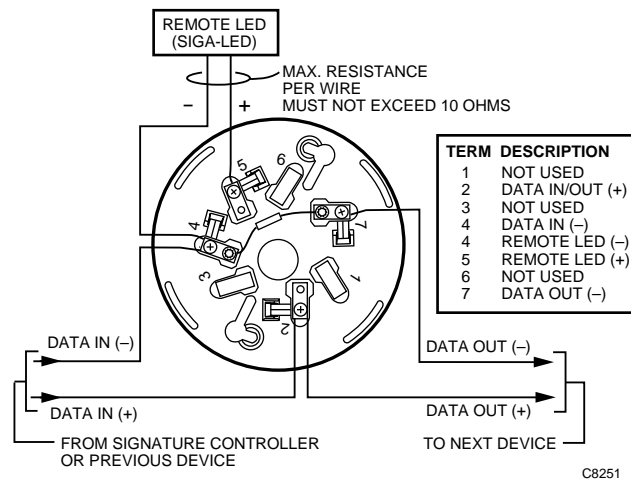 REMOTE LED
(SIGA-LED)
MAX. RESISTANCE
PER WIRE
MUST NOT EXCEED 10 OHMS
– +
TERM DESCRIPTION
1 NOT USED
2 DATA IN/OUT (+)
3 NOT USED
4 DATA IN (–)
4 REMOTE LED (–)
5 REMOTE LED (+)
6 NOT USED
7 DATA OUT (–)
5
6
4
7
3
1
2
DATA IN (–)
DATA OUT (–)
DATA IN (+)
DATA OUT (+)
FROM SIGNATURE CONTROLLER
OR PREVIOUS DEVICE
TO NEXT DEVICE
C8251